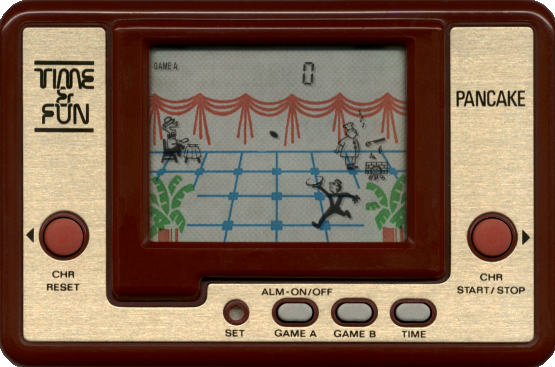 TIME
&
FUN
GAME A
0
PANCAKE
CHR
RESET
CHR
START/STOP
ALM-ON/OFF
SET
GAME A
GAME B
TIME